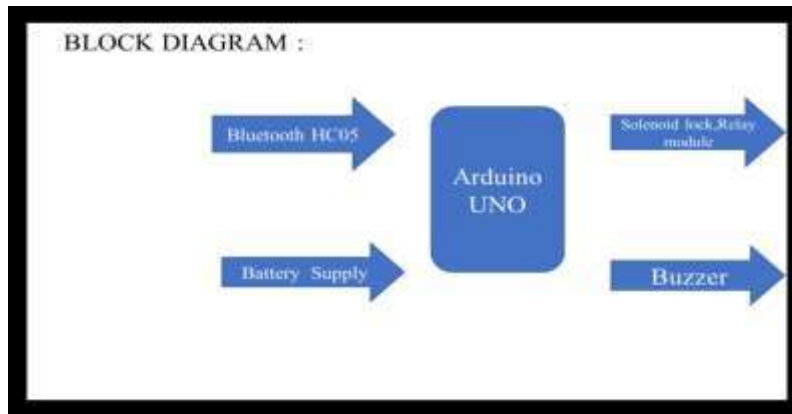 BLOCK DIAGRAM :
Bluetooth HC05
Solenoid lock,Relay
module
Arduino
UNO
Battery Supply
Buzzer